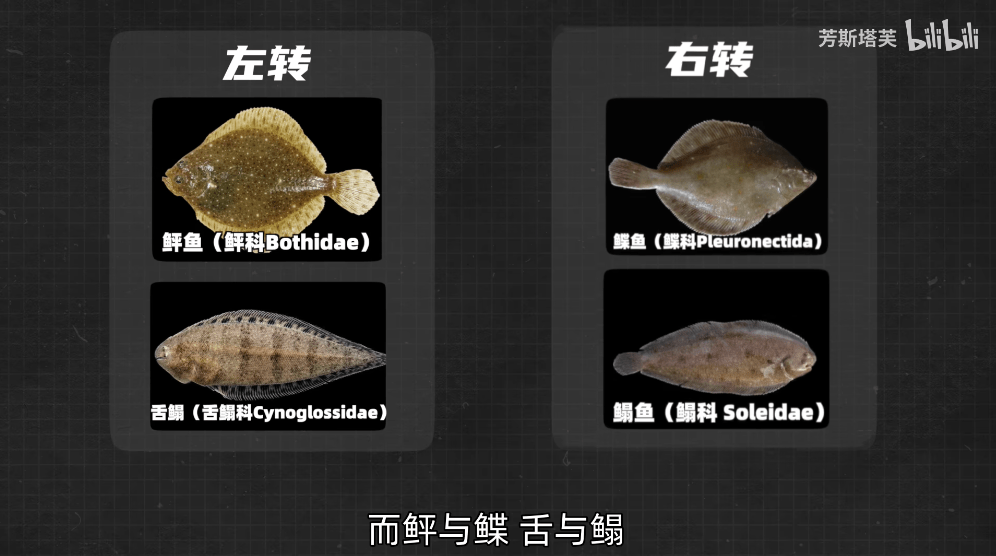 芳斯塔芙 bilibili
左转
鲆鱼（鲆科Bothidae）
舌鳎（舌鳎科Cynoglossidae）
右转
鲽鱼（鲽科Pleuronectida）
鳎鱼（鳎科 Soleidae）
而鲆与鲽 舌与鳎